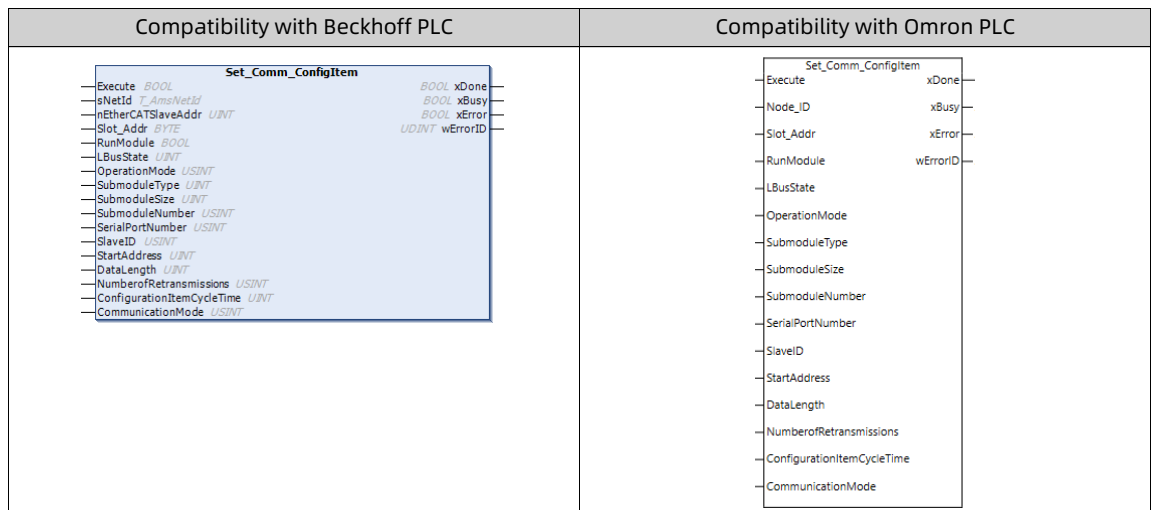 Compatibility with Beckhoff PLC
Compatibility with Omron PLC
Set_Comm_ConfigItem
Execute BOOL BOOL xDone
sNetId T_AmsNetId BOOL xBusy
nEtherCATSlaveAddr UINT BOOL xError
Slot_Addr BYTE UDINT wErrorID
RunModule BOOL
LBusState UINT
OperationMode USINT
SubmoduleType UINT
SubmoduleSize UINT
SubmoduleNumber USINT
SerialPortNumber USINT
SlaveID USINT
StartAddress UINT
DataLength UINT
NumberofRetransmissions USINT
ConfigurationItemCycleTime UINT
CommunicationMode USINT
Set_Comm_ConfigItem
Execute xDone
Node_ID xBusy
Slot_Addr xError
RunModule wErrorID
LBusState
OperationMode
SubmoduleType
SubmoduleSize
SubmoduleNumber
SerialPortNumber
SlaveID
StartAddress
DataLength
NumberofRetransmissions
ConfigurationItemCycleTime
CommunicationMode